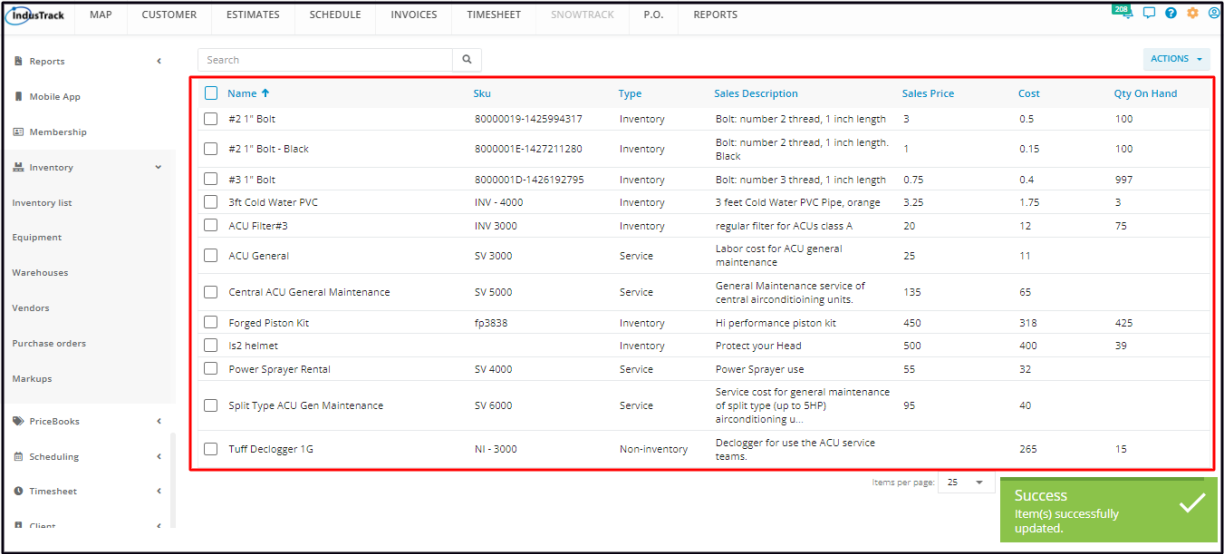 IndusTrack MAP CUSTOMER ESTIMATES SCHEDULE INVOICES TIMESHEET SNOWTRACK P.O. REPORTS 208
Reports
Mobile App
Membership
Inventory
Inventory list
Equipment
Warehouses
Vendors
Purchase orders
Markups
PriceBooks
Scheduling
Timesheet
Client
Search ACTIONS
Name Sku Type Sales Description Sales Price Cost Qty On Hand
#2 1" Bolt 80000019-1425994317 Inventory Bolt: number 2 thread, 1 inch length 3 0.5 100
#2 1" Bolt - Black 8000001E-1427211280 Inventory Bolt: number 2 thread, 1 inch length. 1 0.15 100
Black
#3 1" Bolt 8000001D-1426192795 Inventory Bolt: number 3 thread, 1 inch length 0.75 0.4 997
3ft Cold Water PVC INV - 4000 Inventory 3 feet Cold Water PVC Pipe, orange 3.25 1.75 3
ACU Filter#3 INV 3000 Inventory regular filter for ACUs class A 20 12 75
ACU General SV 3000 Service Labor cost for ACU general 25 11
maintenance
Central ACU General Maintenance SV 5000 Service General Maintenance service of 135 65
central airconditioining units.
Forged Piston Kit fp3838 Inventory Hi performance piston kit 450 318 425
ls2 helmet Inventory Protect your Head 500 400 39
Power Sprayer Rental SV 4000 Service Power Sprayer use 55 32
Split Type ACU Gen Maintenance SV 6000 Service Service cost for general maintenance 95 40
of split type (up to 5HP)
airconditioning u...
Tuff Declogger 1G NI - 3000 Non-inventory Declogger for use the ACU service 265 15
teams.
Items per page: 25
Success
Item(s) successfully
updated.